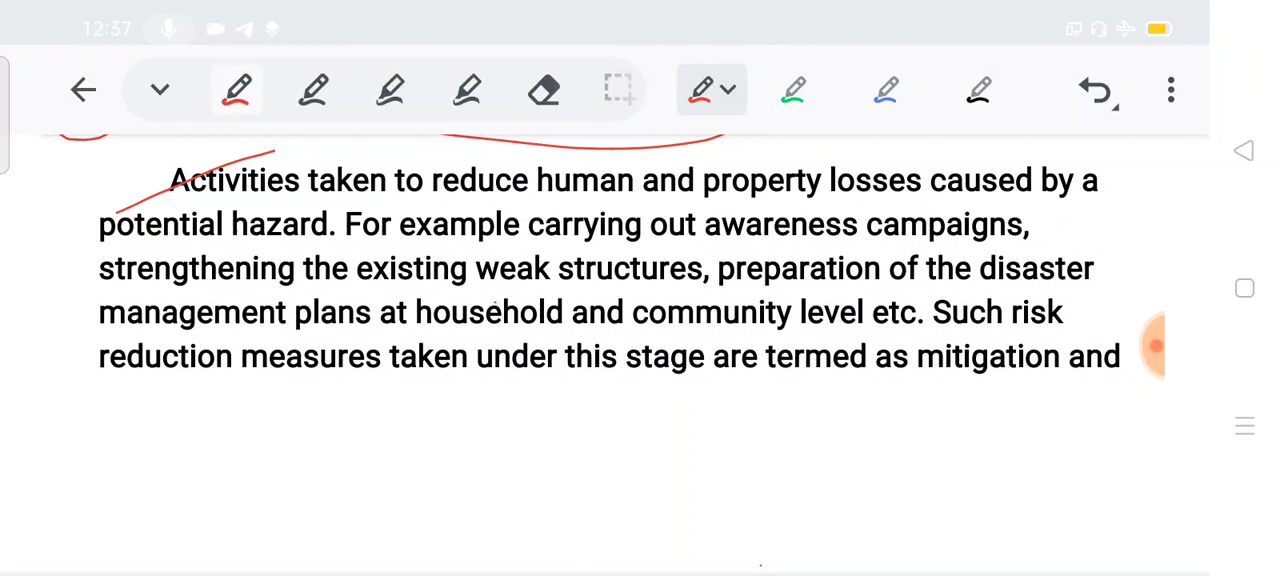 12:37
Activities taken to reduce human and property losses caused by a
potential hazard. For example carrying out awareness campaigns,
strengthening the existing weak structures, preparation of the disaster
management plans at household and community level etc. Such risk
reduction measures taken under this stage are termed as mitigation and